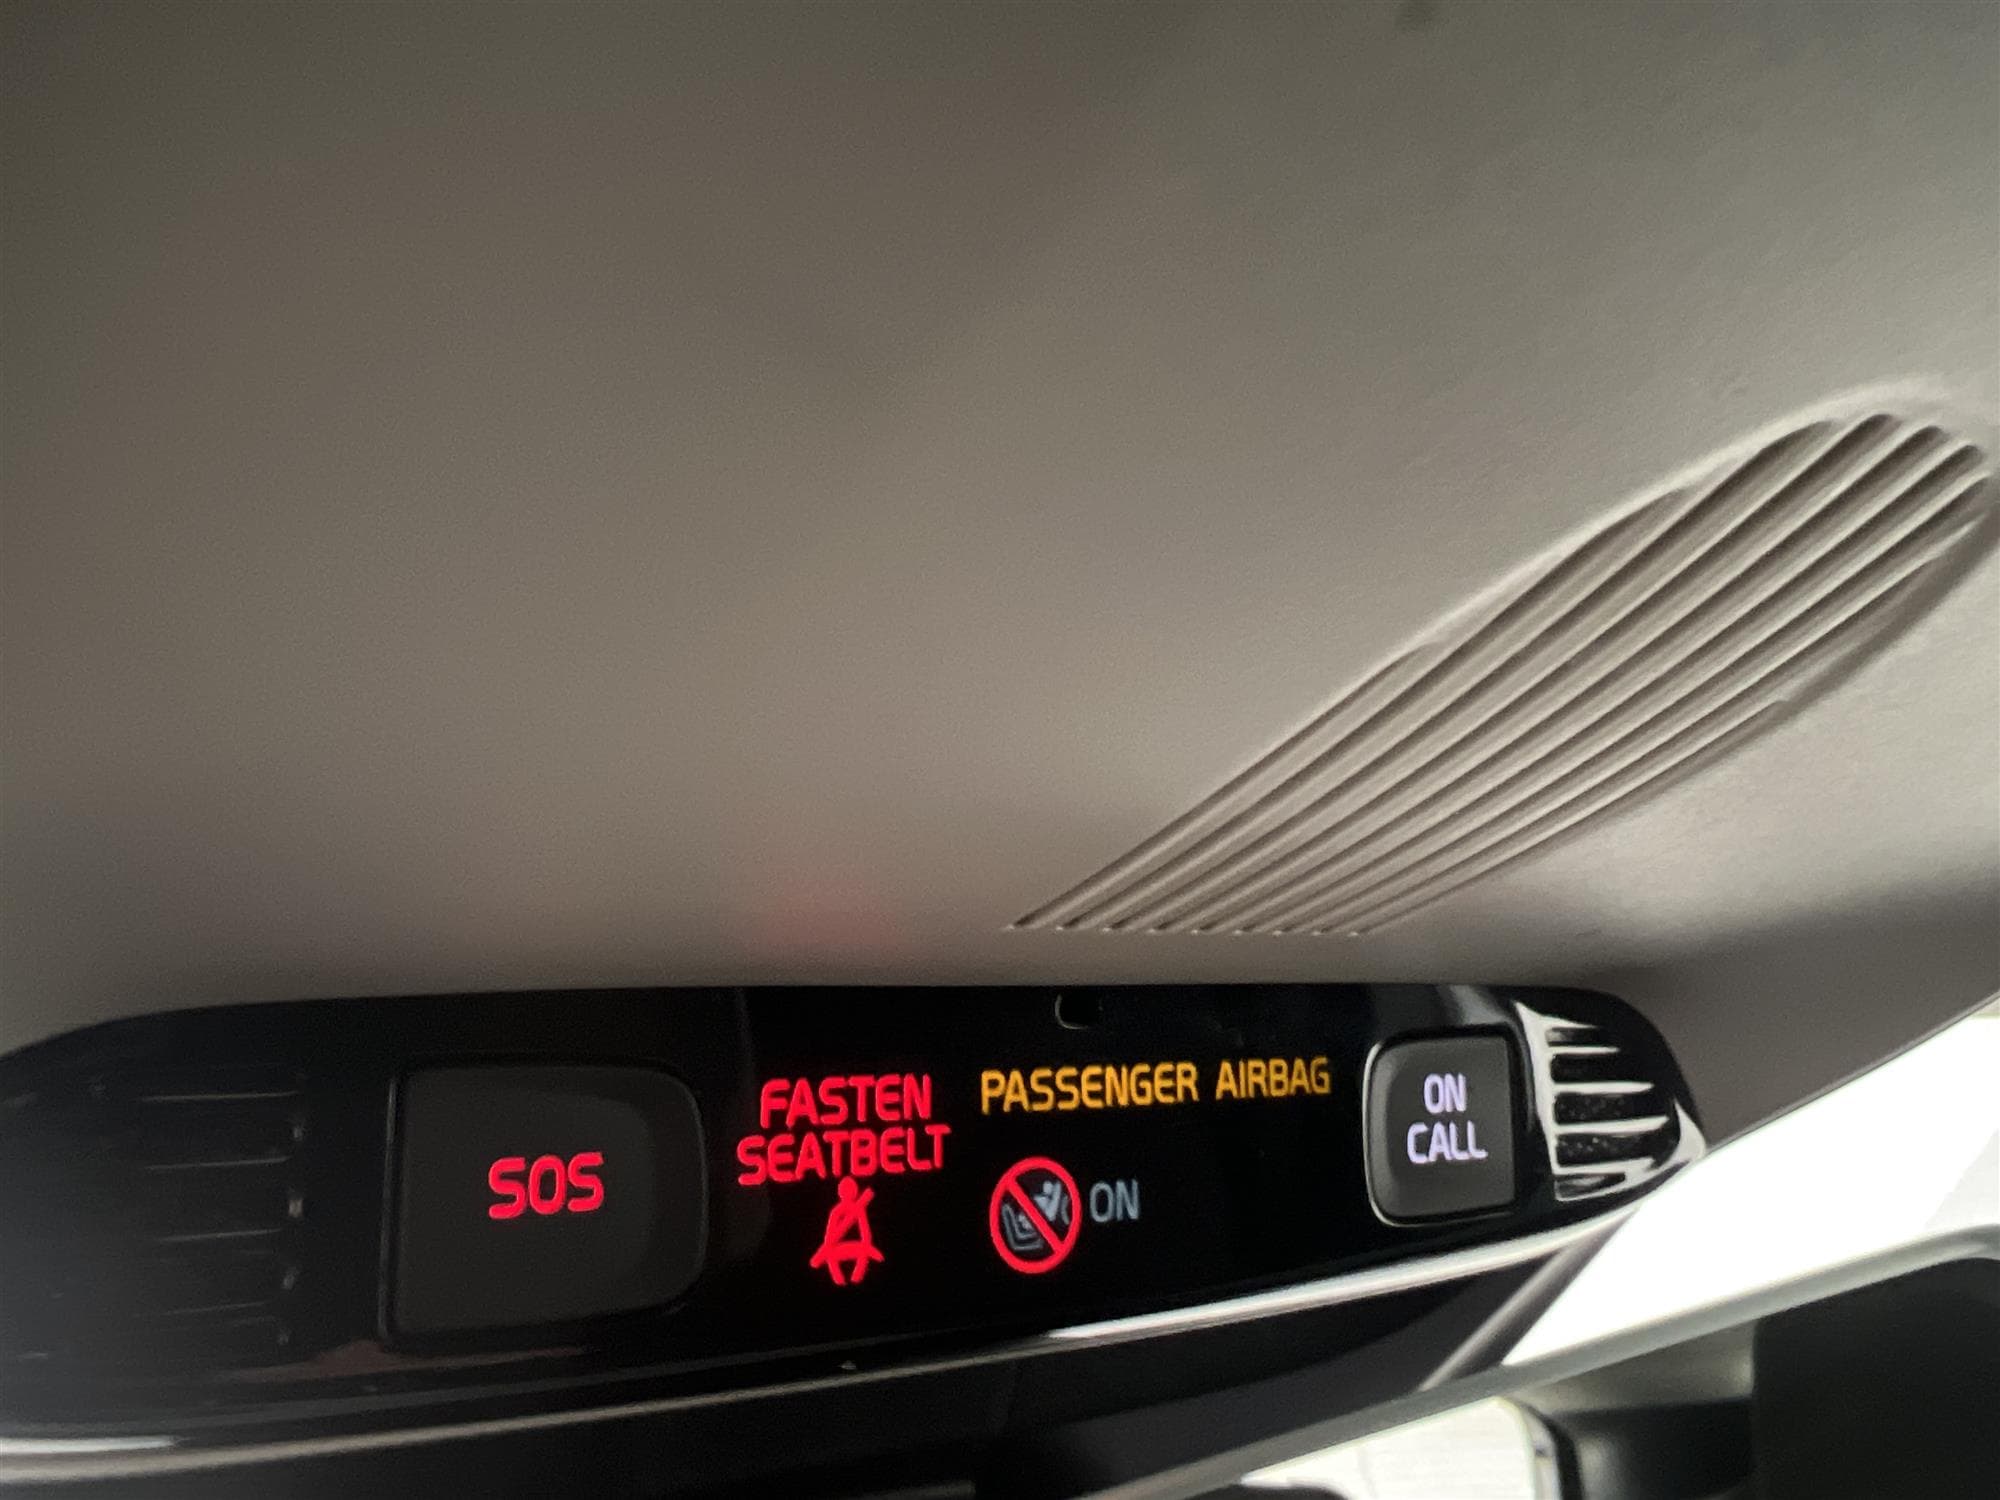 SOS
FASTEN
SEATBELT
PASSENGER AIRBAG
ON
ON
CALL